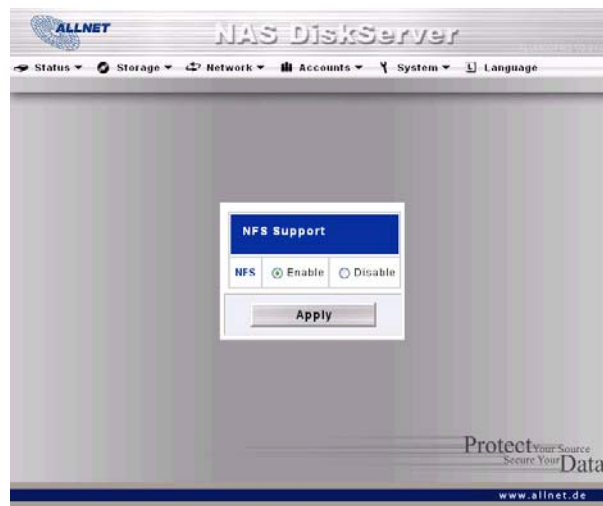 ALLNET
NAS DiskServer
Status Storage Network Accounts System Language
NFS Support
NFS Enable Disable
Apply
Protect Your Source
Secure Your Data
www.allnet.de